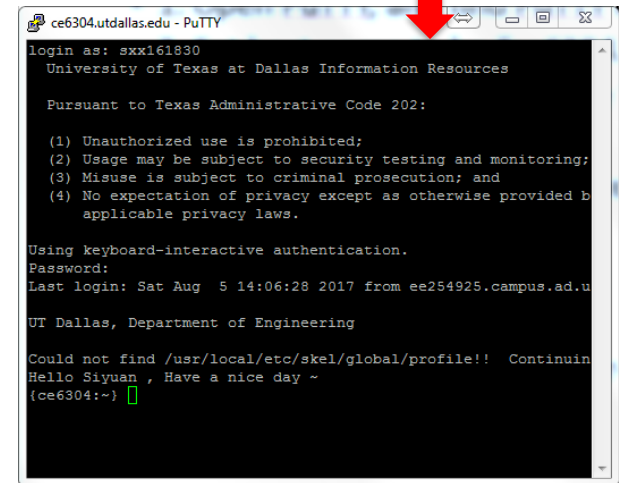 ce6304.utdallas.edu - PuTTY
login as: sxx161830
University of Texas at Dallas Information Resources
Pursuant to Texas Administrative Code 202:
(1) Unauthorized use is prohibited;
(2) Usage may be subject to security testing and monitoring;
(3) Misuse is subject to criminal prosecution; and
(4) No expectation of privacy except as otherwise provided b
applicable privacy laws.
Using keyboard-interactive authentication.
Password:
Last login: Sat Aug  5 14:06:28 2017 from ee254925.campus.ad.u
UT Dallas, Department of Engineering
Could not find /usr/local/etc/skel/global/profile!!  Continuin
Hello Siyuan , Have a nice day ~
{ce6304:~}